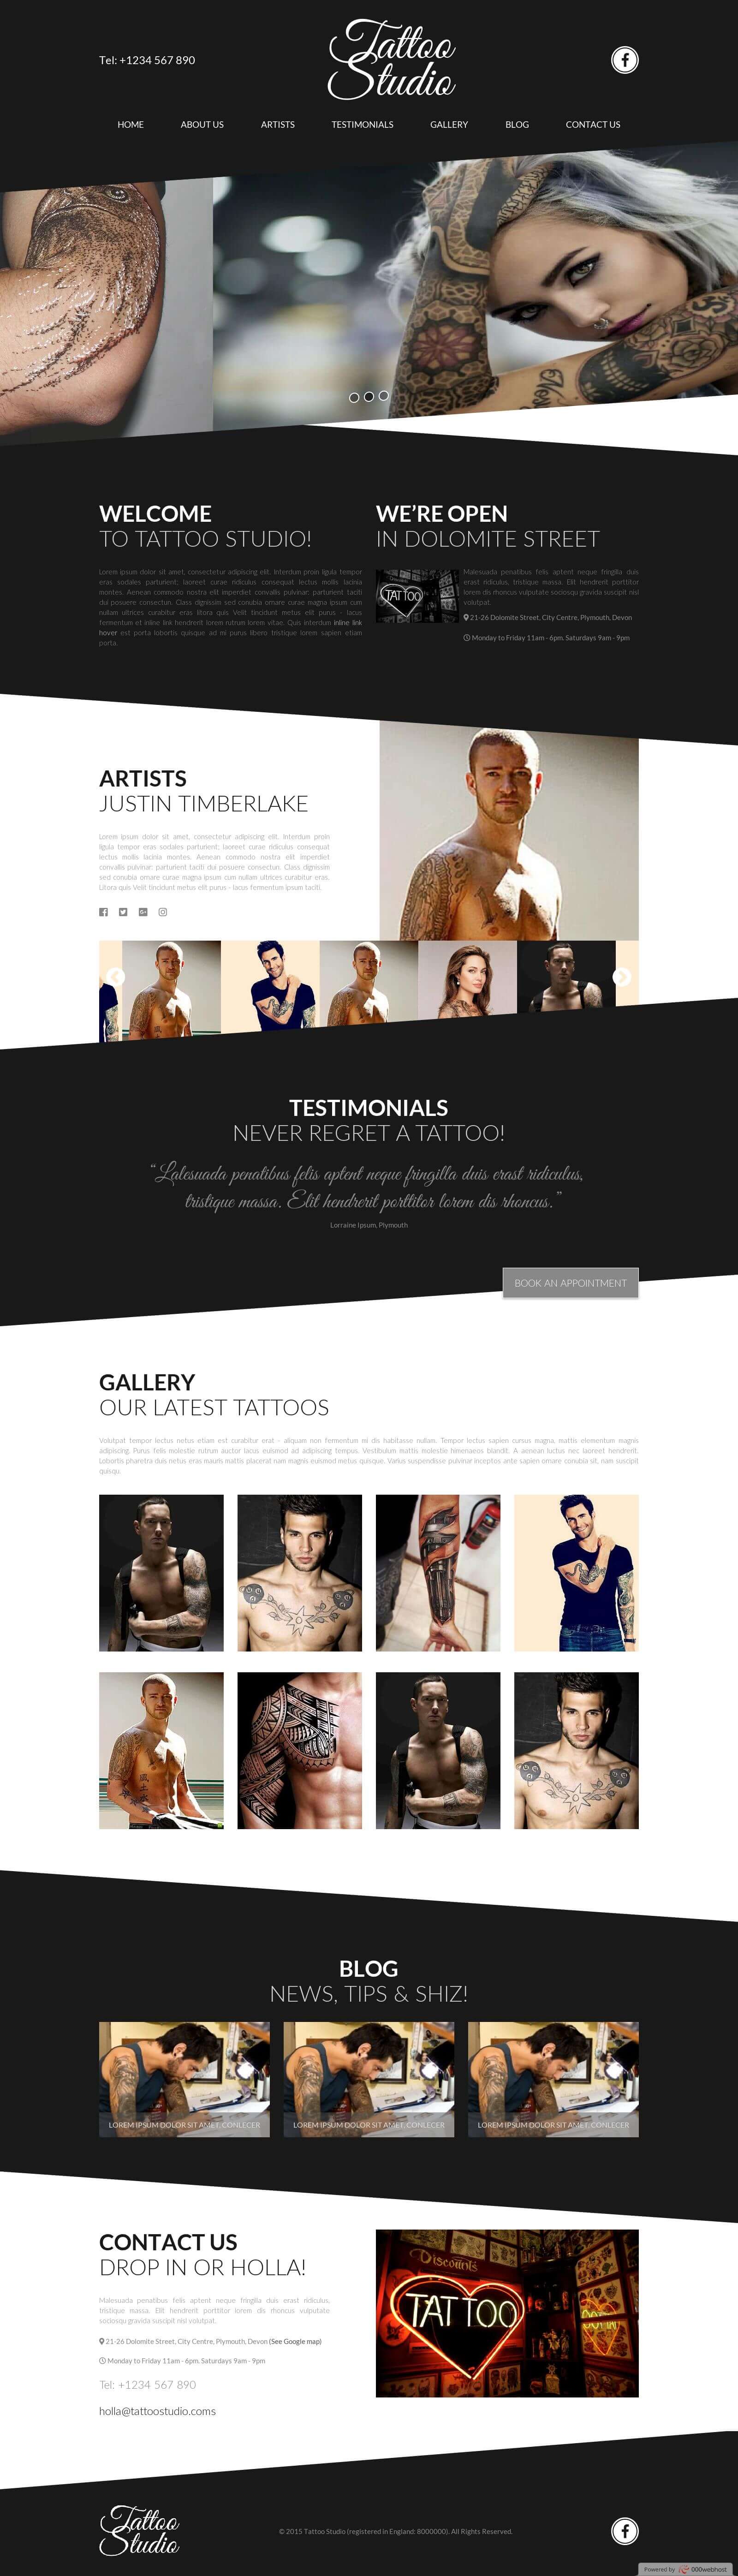 Tel: +1234 567 890
Tattoo
Studio
HOME ABOUT US ARTISTS TESTIMONIALS GALLERY BLOG CONTACT US
WELCOME
TO TATTOO STUDIO!
Lorem ipsum dolor sit amet, consectetur adipiscing elit. Interdum proin ligula tempor
eras sodales parturient; laoreet curae ridiculus consequat lectus mollis lacinia
montes. Aenean commodo nostra elit imperdiet convallis pulvinar; parturient taciti
dui posuere consectun. Class dignissim sed conubia ornare curae magna ipsum cum
nullam ultrices curabitur eras litora quis Velit tincidunt metus elit purus - lacus
fermentum et inline link hendrerit lorem rutrum lorem vitae. Quis interdum inline link
hover est porta lobortis quisque ad mi purus libero tristique lorem sapien etiam
porta.
WE’RE OPEN
IN DOLOMITE STREET
TATTOO
Malesuada penatibus felis aptent neque fringilla duis
erast ridiculus, tristique massa. Elit hendrerit porttitor
lorem dis rhoncus vulputate sociosqu gravida suscipit nisl
volutpat.
21-26 Dolomite Street, City Centre, Plymouth, Devon
Monday to Friday 11am - 6pm. Saturdays 9am - 9pm
ARTISTS
JUSTIN TIMBERLAKE
Lorem ipsum dolor sit amet, consectetur adipiscing elit. Interdum proin
ligula tempor eras sodales parturient; laoreet curae ridiculus consequat
lectus mollis lacinia montes. Aenean commodo nostra elit imperdiet
convallis pulvinar; parturient taciti dui posuere consectun. Class dignissim
sed conubia ornare curae magna ipsum cum nullam ultrices curabitur eras,
Litora quis Velit tincidunt metus elit purus - lacus fermentum ipsum taciti.
TESTIMONIALS
NEVER REGRET A TATTOO!
“Lalesuada penatibus felis aptent neque fringilla duis erast ridiculus,
tristique massa. Elit hendrerit porttitor lorem dis rhoncus.”
Lorraine Ipsum, Plymouth
BOOK AN APPOINTMENT
GALLERY
OUR LATEST TATTOOS
Volutpat tempor lectus netus etiam est curabitur erat - aliquam non fermentum mi dis habitasse nullam. Tempor lectus sapien cursus magna, mattis elementum magnis
adipiscing. Purus felis molestie rutrum auctor lacus euismod ad adipiscing tempus. Vestibulum mattis molestie himenaeos blandit. A aenean luctus nec laoreet hendrerit.
Lobortis pharetra duis netus eras mauris mattis placerat nam magnis euismod metus quisque. Varius suspendisse pulvinar inceptos ante sapien ornare conubia sit, nam suscipit
quisqu.
BLOG
NEWS, TIPS & SHIZ!
LOREM IPSUM DOLOR SIT AMET, CONLECER
LOREM IPSUM DOLOR SIT AMET, CONLECER
LOREM IPSUM DOLOR SIT AMET, CONLECER
CONTACT US
DROP IN OR HOLLA!
Malesuada penatibus felis aptent neque fringilla duis erast ridiculus,
tristique massa. Elit hendrerit porttitor lorem dis rhoncus vulputate
sociosqu gravida suscipit nisl volutpat.
21-26 Dolomite Street, City Centre, Plymouth, Devon (See Google map)
Monday to Friday 11am - 6pm. Saturdays 9am - 9pm
Tel: +1234 567 890
holla@tattoostudio.coms
Discounts
TATTOO
Tattoo
Studio
© 2015 Tattoo Studio (registered in England: 8000000). All Rights Reserved.
Powered by 000webhost